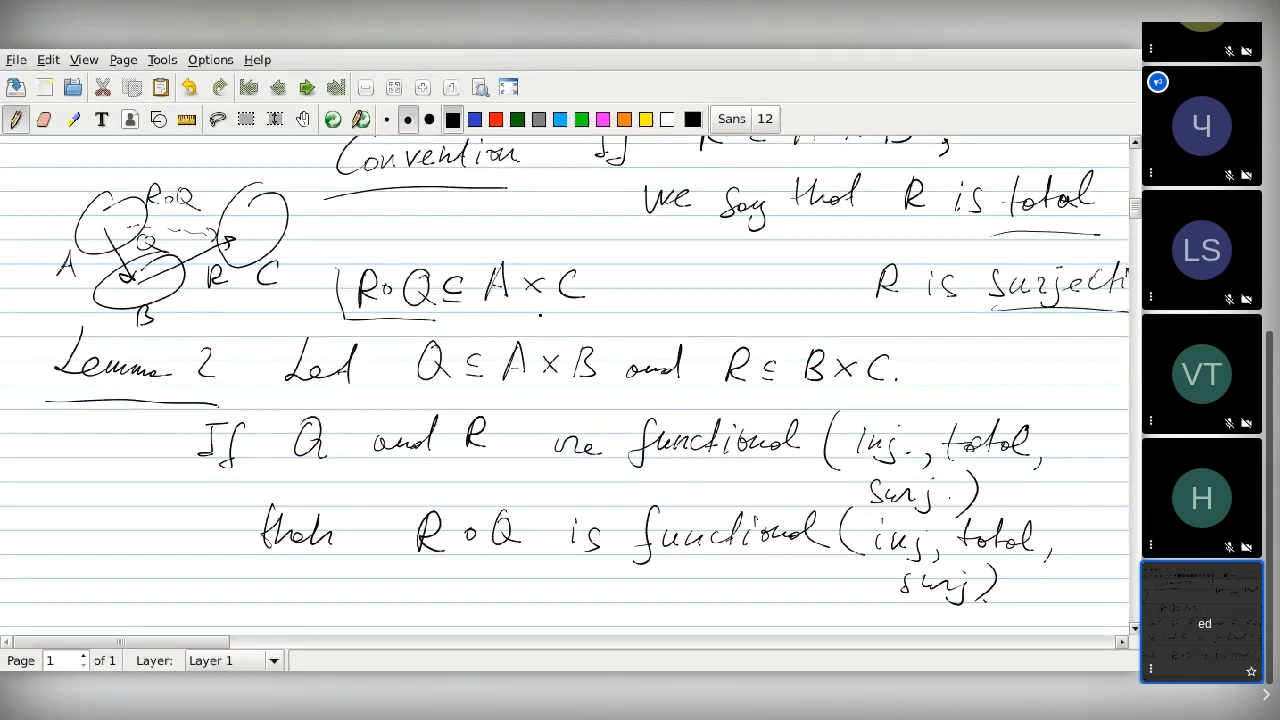 File Edit View Page Tools Options Help
Sans 12
Convention If R ⊆ A × B,
we say that R is total
R∘Q
A Q R C
B
R∘Q ⊆ A × C
R is surjecti
Lemma 2 Let Q ⊆ A × B and R ⊆ B × C.
If Q and R are functional (inj., total,
surj.)
then R∘Q is functional (inj, total,
surj)
Page 1 of 1 Layer: Layer 1
Ч
LS
VT
H
ed